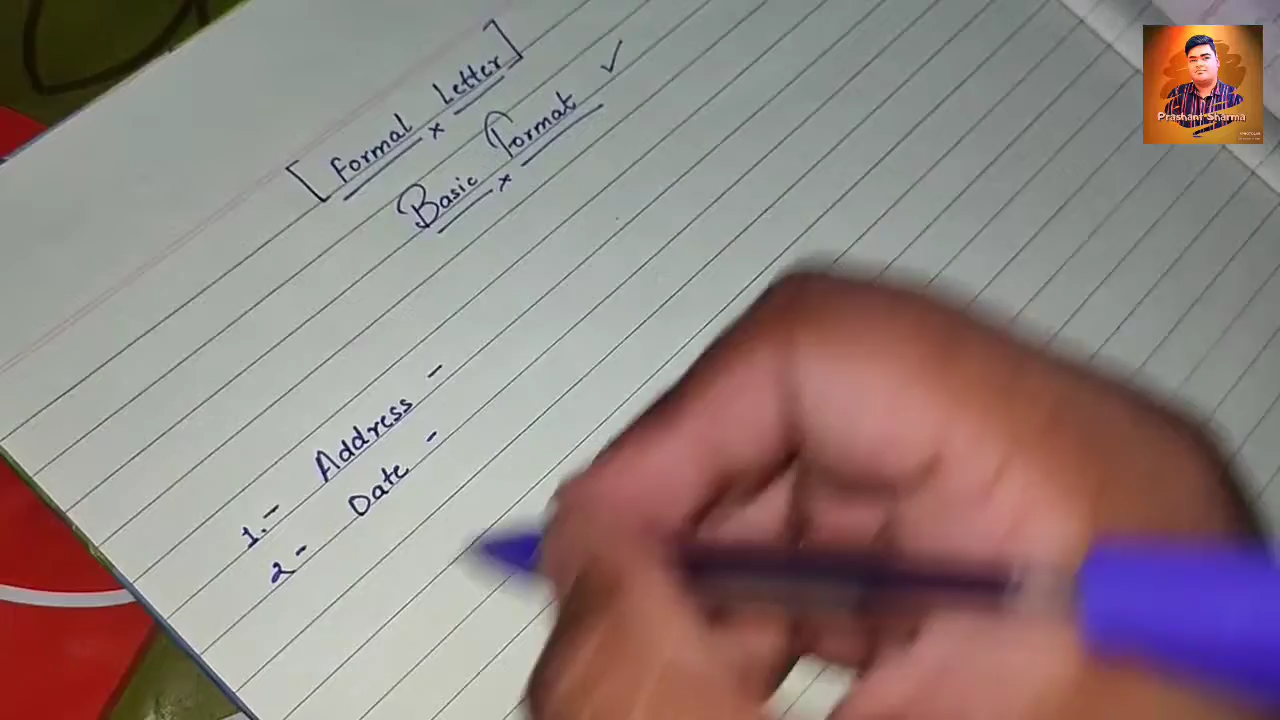 [Formal Letter]
Basic Format ✓
1.- Address -
2- Date -
Prashant Sharma